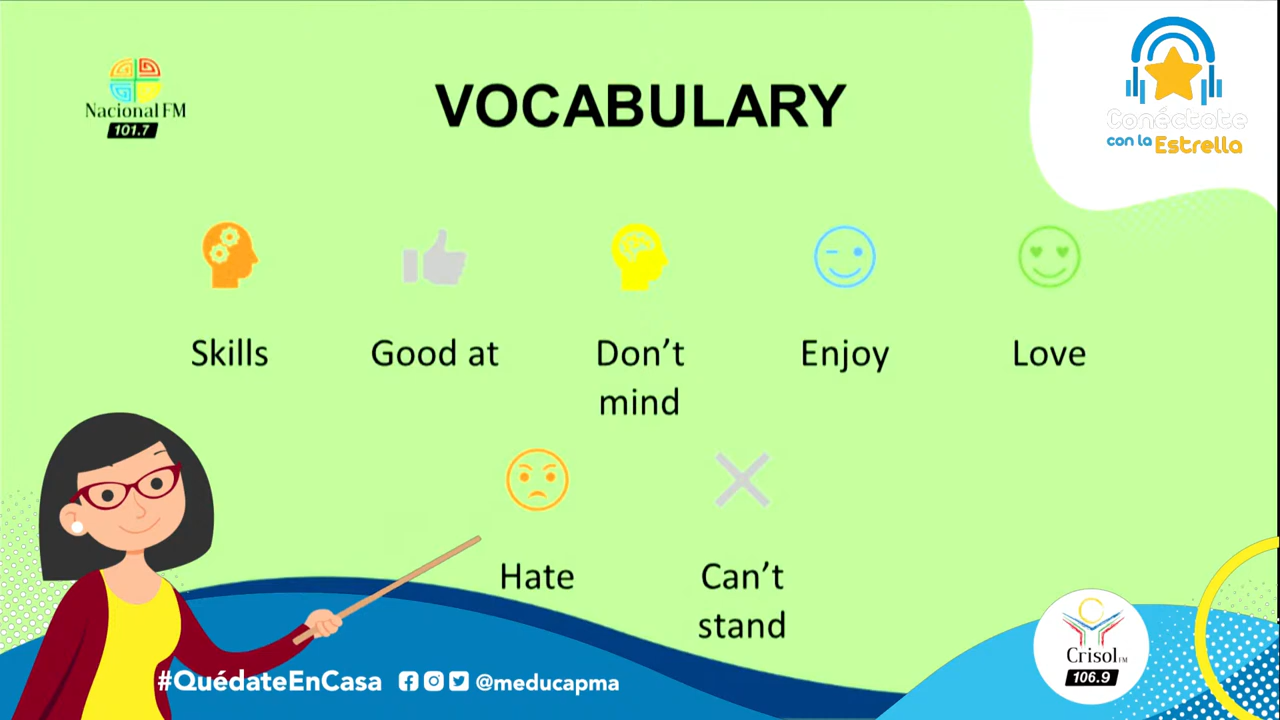 Nacional FM
101.7
VOCABULARY
Conéctate
con la Estrella
Skills
Good at
Don't
mind
Enjoy
Love
Hate
Can't
stand
#QuédateEnCasa @meducapma
Crisol FM
106.9